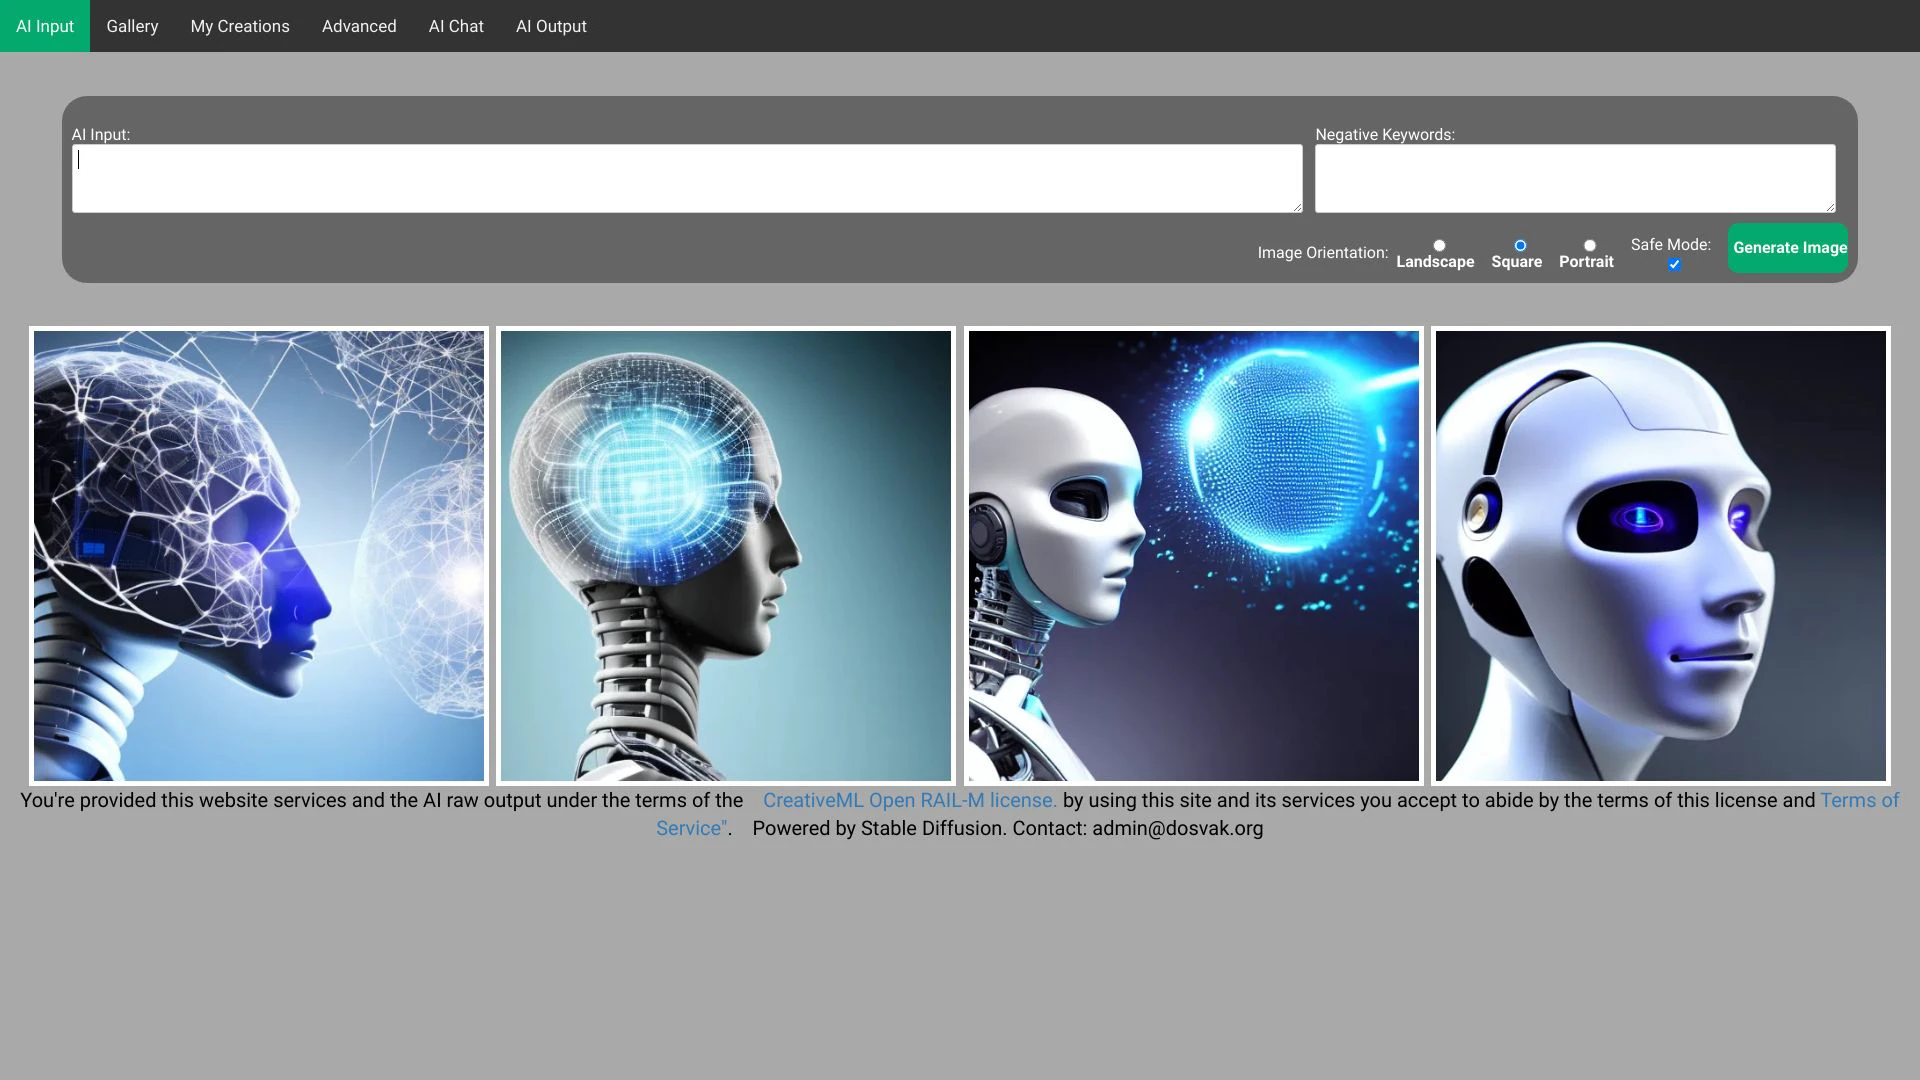 AI Input Gallery My Creations Advanced AI Chat AI Output
AI Input: Negative Keywords:
Image Orientation: Landscape Square Portrait Safe Mode: Generate Image
You're provided this website services and the AI raw output under the terms of the CreativeML Open RAIL-M license. by using this site and its services you accept to abide by the terms of this license and Terms of
Service". Powered by Stable Diffusion. Contact: admin@dosvak.org